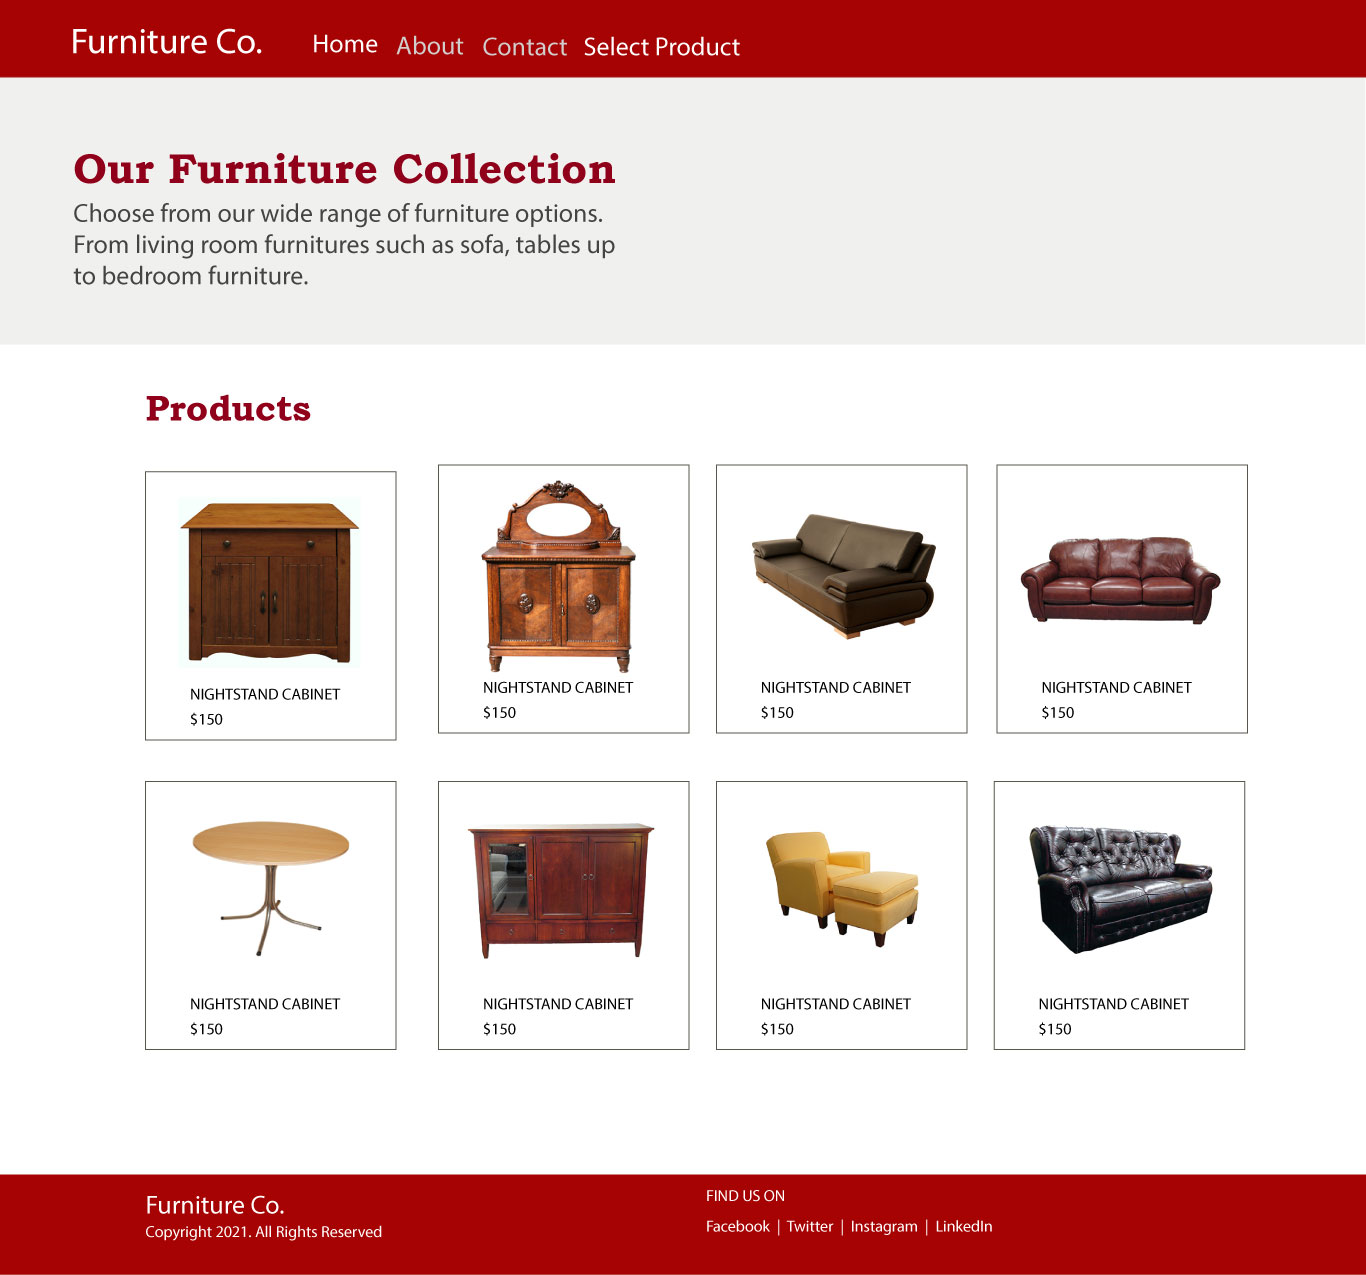 Furniture Co.
Home About Contact Select Product
Our Furniture Collection
Choose from our wide range of furniture options.
From living room furnitures such as sofa, tables up
to bedroom furniture.
Products
NIGHTSTAND CABINET
$150
NIGHTSTAND CABINET
$150
NIGHTSTAND CABINET
$150
NIGHTSTAND CABINET
$150
NIGHTSTAND CABINET
$150
NIGHTSTAND CABINET
$150
NIGHTSTAND CABINET
$150
NIGHTSTAND CABINET
$150
Furniture Co.
Copyright 2021. All Rights Reserved
FIND US ON
Facebook | Twitter | Instagram | LinkedIn